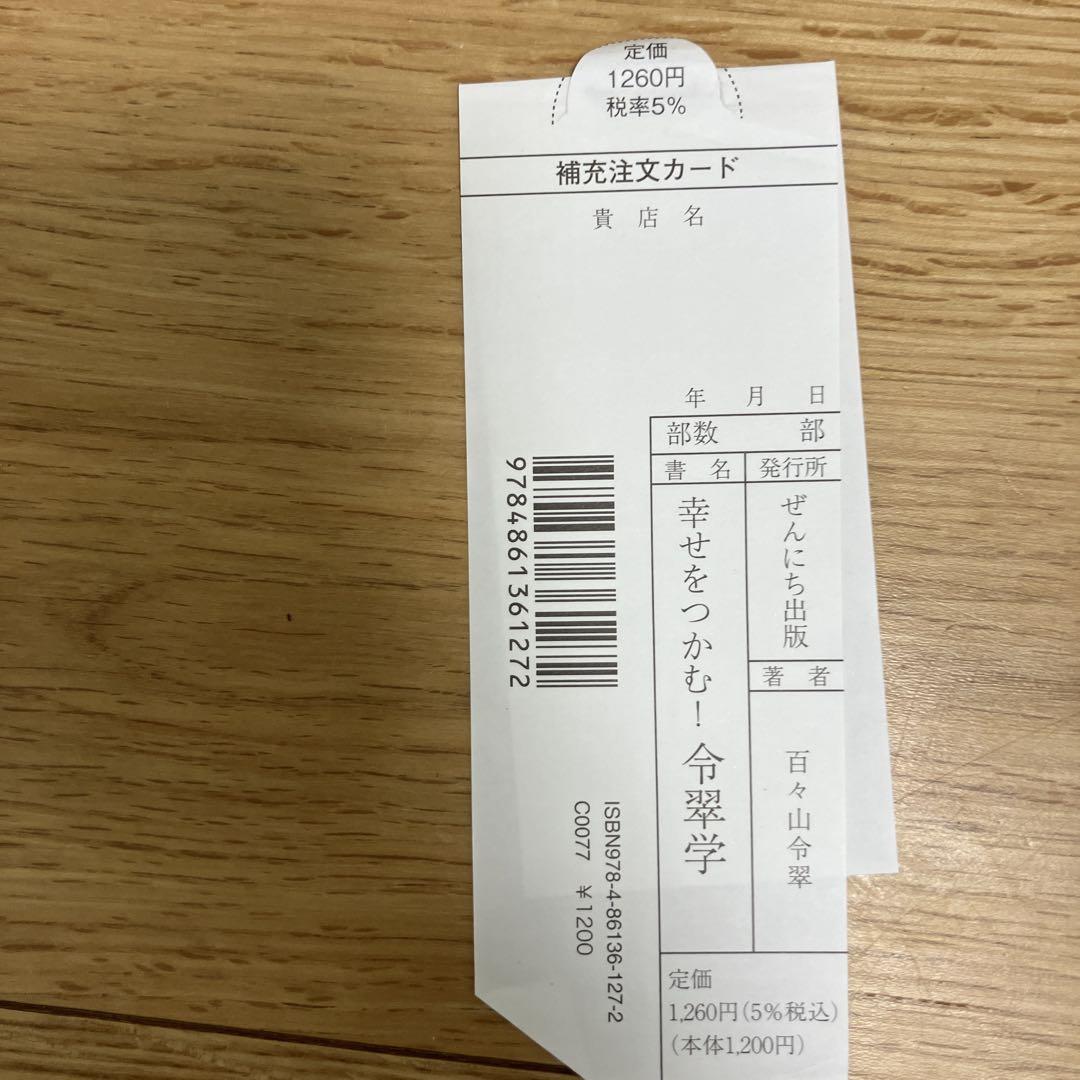 定価
1260円
税率5%
補充注文カード
貴店名
年 月 日
部数 部
書名
発行所
幸せをつかむ！令翠学
ぜんにち出版
著者
百々山令翠
9784861361272
ISBN978-4-86136-127-2
C0077 ¥1200
定価
1,260円(5%税込)
(本体1,200円)